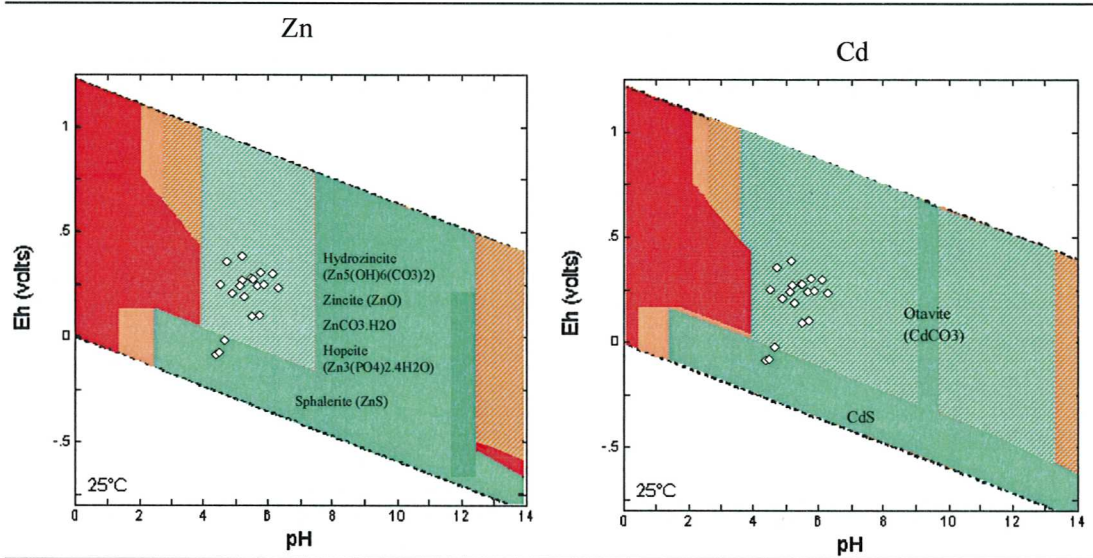 Zn
Cd
Eh (volts)
1
.5
0
-.5
Hydrozincite
(Zn5(OH)6(CO3)2)
Zincite (ZnO)
ZnCO3.H2O
Hopeite
(Zn3(PO4)2.4H2O)
Sphalerite (ZnS)
25°C
0 2 4 6 8 10 12 14
pH
Eh (volts)
1
.5
0
-.5
Otavite
(CdCO3)
CdS
25°C
0 2 4 6 8 10 12 14
pH